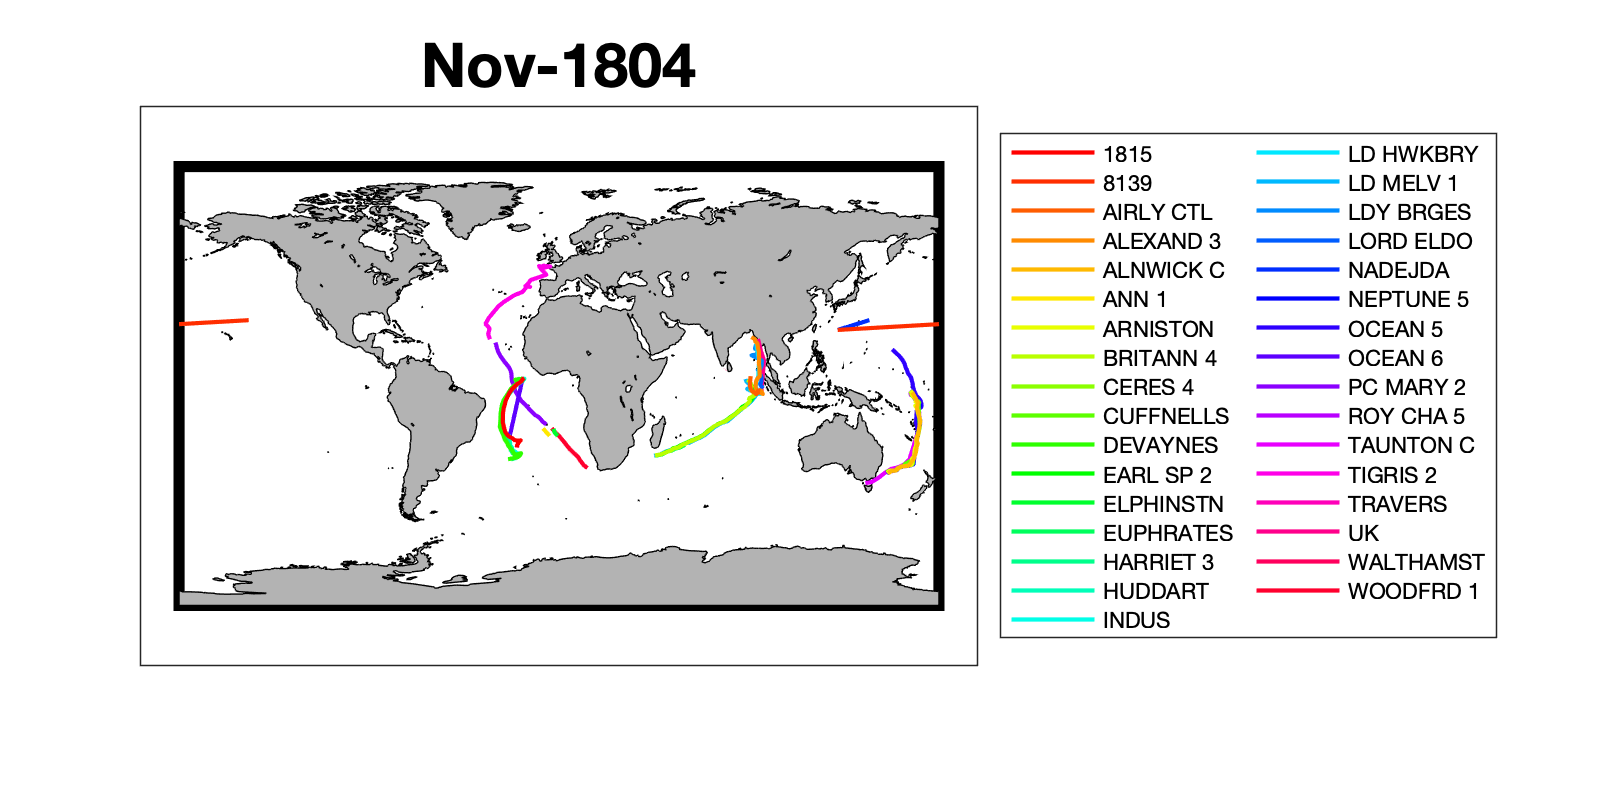 Nov-1804
1815
8139
AIRLY CTL
ALEXAND 3
ALNWICK C
ANN 1
ARNISTON
BRITANN 4
CERES 4
CUFFNELLS
DEVAYNES
EARL SP 2
ELPHINSTN
EUPHRATES
HARRIET 3
HUDDART
INDUS
LD HWKBRY
LD MELV 1
LDY BRGES
LORD ELDO
NADEJDA
NEPTUNE 5
OCEAN 5
OCEAN 6
PC MARY 2
ROY CHA 5
TAUNTON C
TIGRIS 2
TRAVERS
UK
WALTHAMST
WOODFRD 1